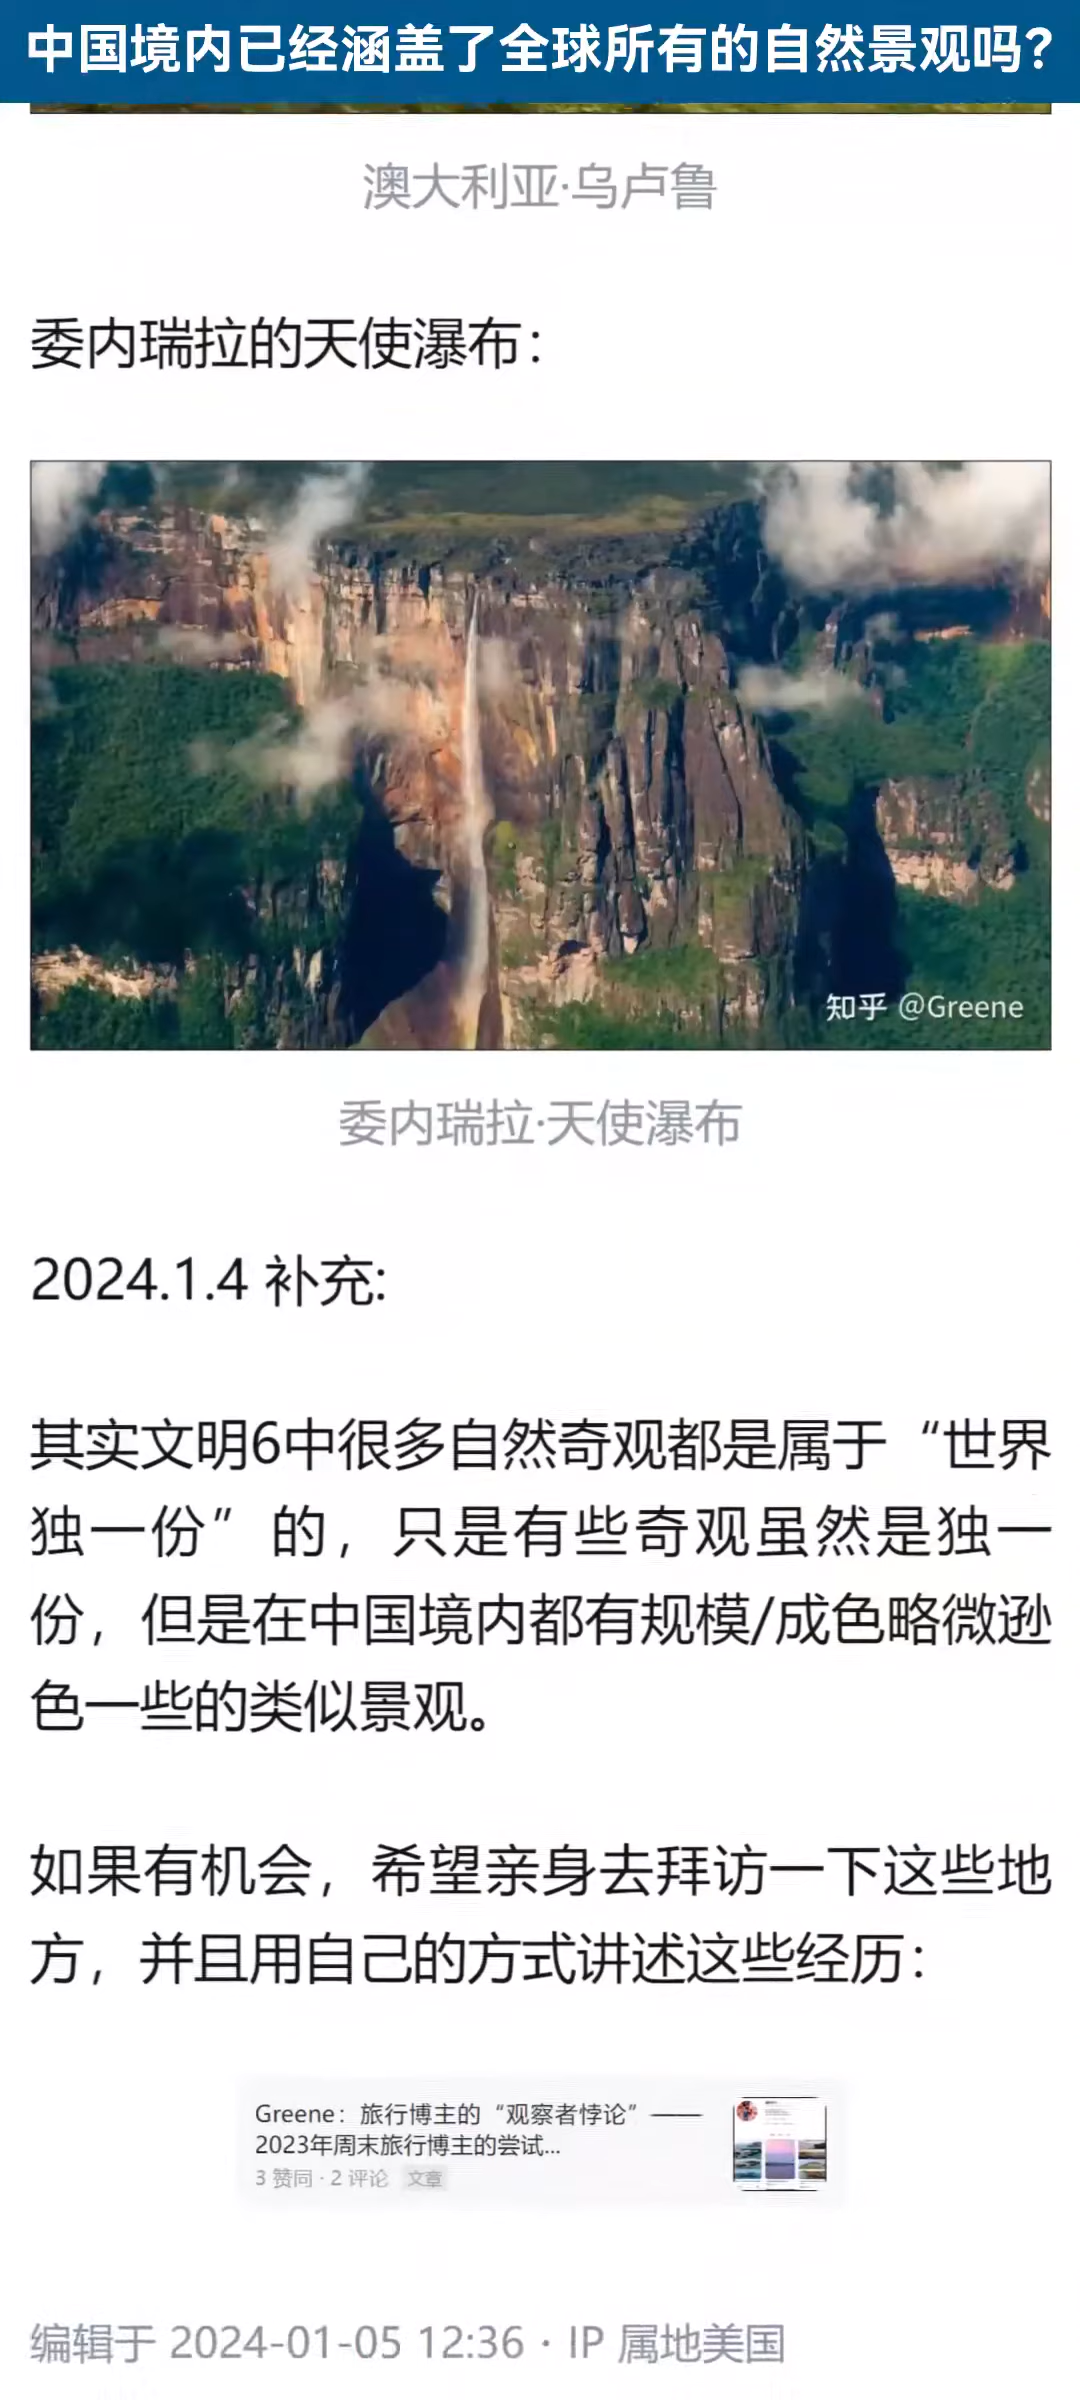 中国境内已经涵盖了全球所有的自然景观吗?
澳大利亚·乌卢鲁
委内瑞拉的天使瀑布：
知乎 @Greene
委内瑞拉·天使瀑布
2024.1.4 补充:
其实文明6中很多自然奇观都是属于“世界
独一份”的，只是有些奇观虽然是独一
份，但是在中国境内都有规模/成色略微逊
色一些的类似景观。
如果有机会，希望亲身去拜访一下这些地
方，并且用自己的方式讲述这些经历：
Greene：旅行博主的“观察者悖论”——
2023年周末旅行博主的尝试...
3 赞同 · 2 评论 文章
编辑于 2024-01-05 12:36 · IP 属地美国